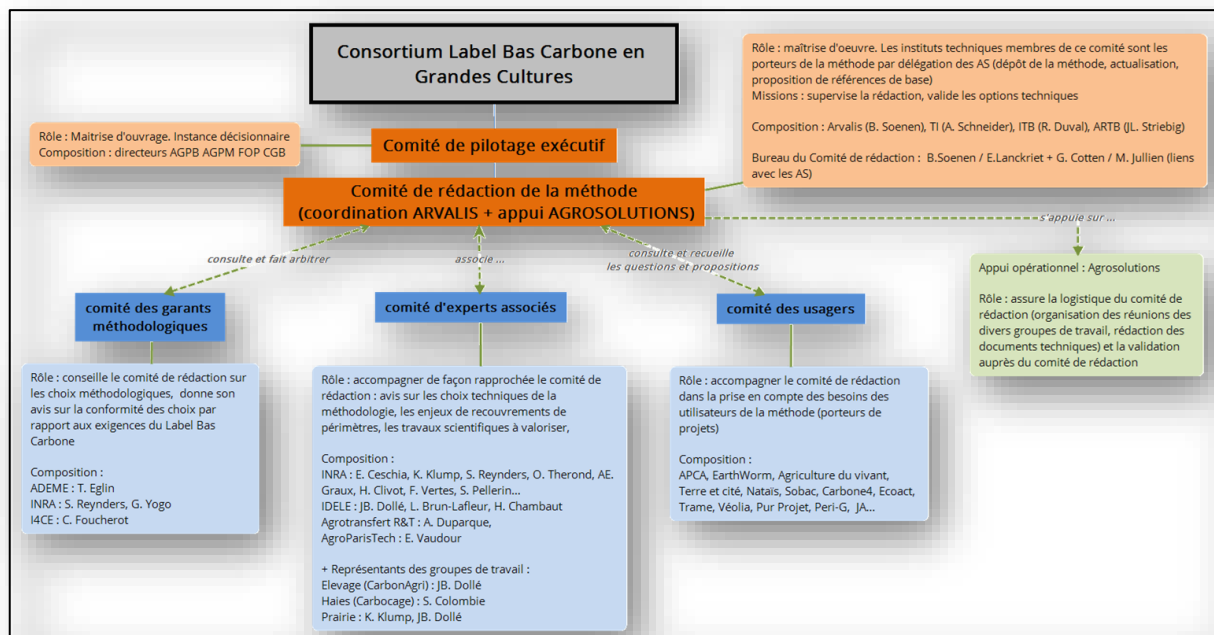 Consortium Label Bas Carbone en
Grandes Cultures
Rôle : maîtrise d'oeuvre. Les instituts techniques membres de ce comité sont les
porteurs de la méthode par délégation des AS (dépôt de la méthode, actualisation,
proposition de références de base)
Missions : supervise la rédaction, valide les options techniques
Composition : Arvalis (B. Soenen), TI (A. Schneider), ITB (R. Duval), ARTB (JL. Striebig)
Bureau du Comité de rédaction :  B.Soenen / E.Lanckriet + G. Cotten / M. Jullien (liens
avec les AS)
Rôle : Maitrise d'ouvrage. Instance décisionnaire
Composition : directeurs AGPB AGPM FOP CGB
Comité de pilotage exécutif
Comité de rédaction de la méthode
(coordination ARVALIS + appui AGROSOLUTIONS)
s'appuie sur ...
consulte et fait arbitrer
associe ...
consulte et recueille
les questions et propositions
comité des garants
méthodologiques
comité d'experts associés
comité des usagers
Appui opérationnel : Agrosolutions
Rôle : assure la logistique du comité de
rédaction (organisation des réunions des
divers groupes de travail, rédaction des
documents techniques) et la validation
auprès du comité de rédaction
Rôle : conseille le comité de rédaction sur
les choix méthodologiques,  donne son
avis sur la conformité des choix par
rapport aux exigences du Label Bas
Carbone
Composition :
ADEME : T. Eglin
INRA : S. Reynders, G. Yogo
I4CE : C. Foucherot
Rôle : accompagner de façon rapprochée le comité de
rédaction : avis sur les choix techniques de la
méthodologie, les enjeux de recouvrements de
périmètres, les travaux scientifiques à valoriser,
Composition :
INRA : E. Ceschia, K. Klump, S. Reynders, O. Therond, AE.
Graux, H. Clivot, F. Vertes, S. Pellerin...
IDELE : JB. Dollé, L. Brun-Lafleur, H. Chambaut
Agrotransfert R&T : A. Duparque,
AgroParisTech : E. Vaudour
+ Représentants des groupes de travail :
Elevage (CarbonAgri) : JB. Dollé
Haies (Carbocage) : S. Colombie
Prairie : K. Klump, JB. Dollé
Rôle : accompagner le comité de rédaction
dans la prise en compte des besoins des
utilisateurs de la méthode (porteurs de
projets)
Composition :
APCA, EarthWorm, Agriculture du vivant,
Terre et cité, Nataïs, Sobac, Carbone4, Ecoact,
Trame, Véolia, Pur Projet, Peri-G,  JA...